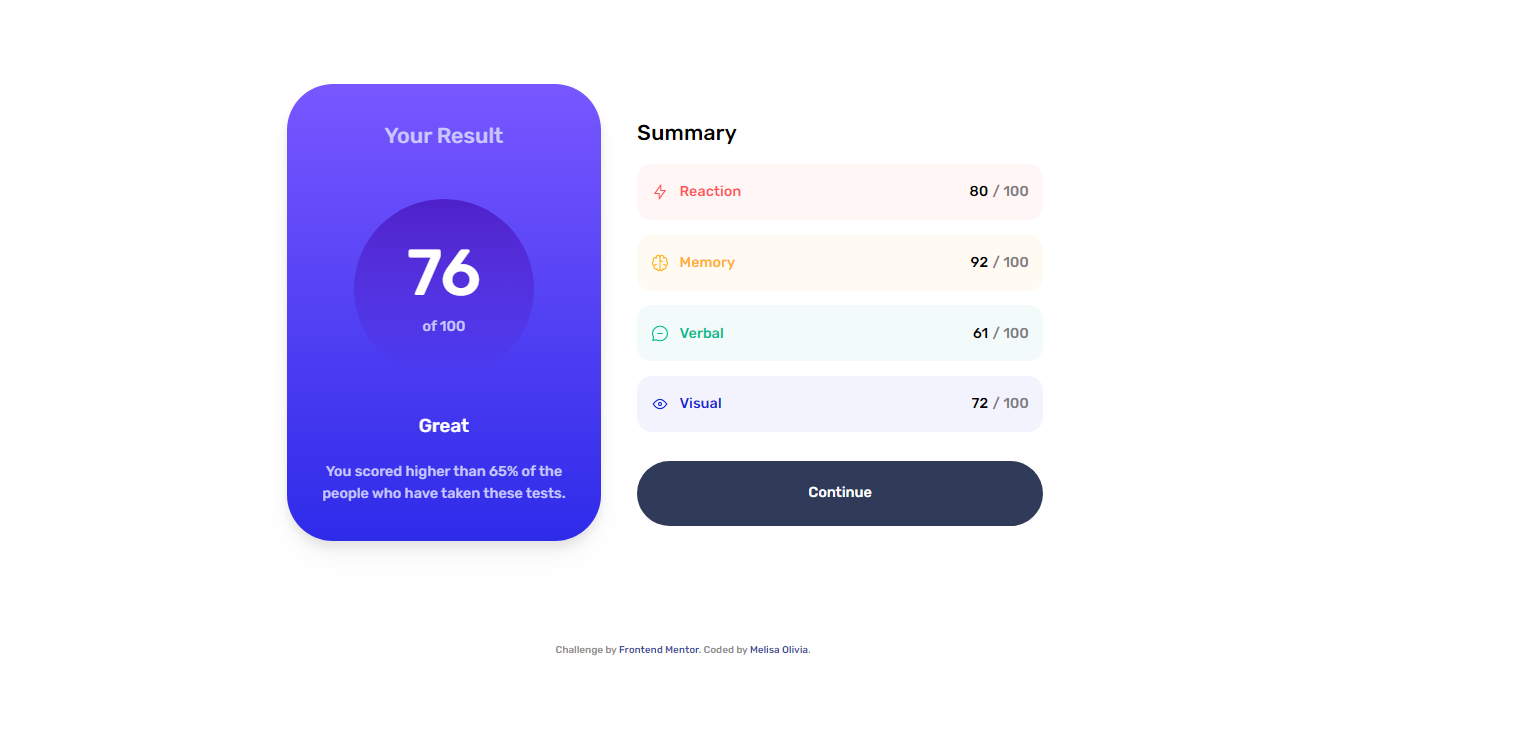 Your Result
76
of 100
Great
You scored higher than 65% of the
people who have taken these tests.
Summary
Reaction 80 / 100
Memory 92 / 100
Verbal 61 / 100
Visual 72 / 100
Continue
Challenge by Frontend Mentor. Coded by Melisa Olivia.